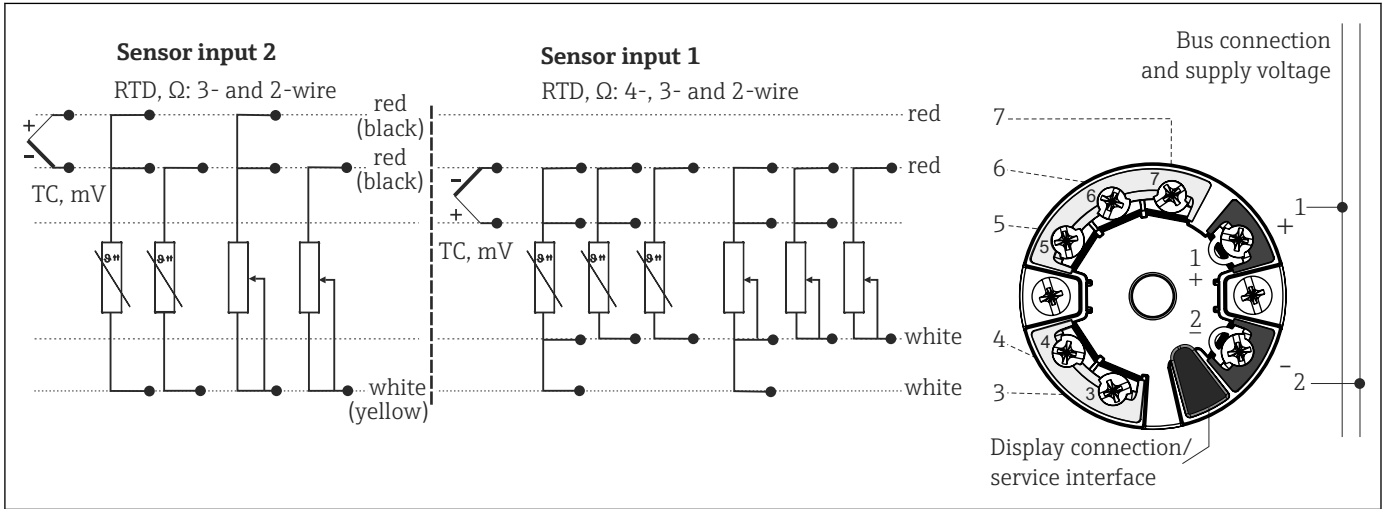 Sensor input 2
RTD, Ω: 3- and 2-wire
red
(black)
red
(black)
+
-
TC, mV
white
(yellow)
Sensor input 1
RTD, Ω: 4-, 3- and 2-wire
red
red
-
+
TC, mV
white
white
ϑ
ϑ
ϑ
ϑ
ϑ
Bus connection
and supply voltage
7
6
5
4
3
7
6
5
4
3
1
+
2
1
+
-
2
Display connection/
service interface